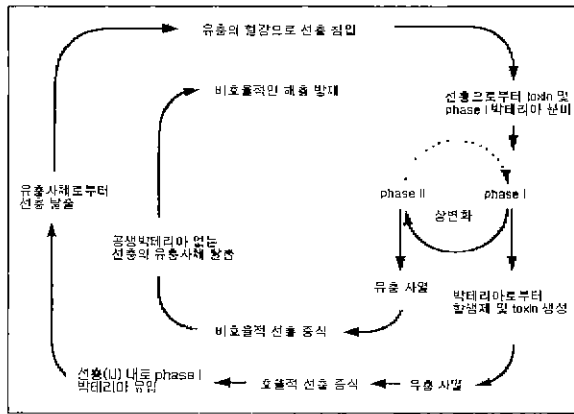 유충의 혈강으로 선충 침입
비효율적인 해충 방제
선충으로부터 toxin 및
phase I 박테리아 분비
유충사체로부터
선충 탈출
phase II
phase I
상변화
공생박테리아 없는
선충의 유충사체 탈출
유충 사멸
박테리아로부터
항생제 및 toxin 생성
비효율적 선충 증식
선충(IJ) 내로 phase I
박테리아 유입
효율적 선충 증식
유충 사멸